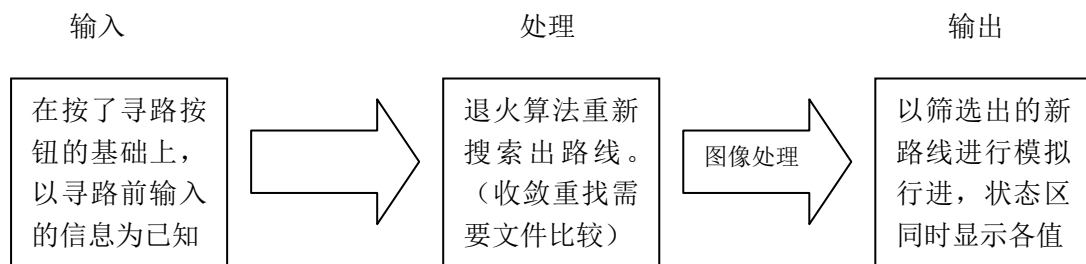 输入
处理
输出
在按了寻路按
钮的基础上，
以寻路前输入
的信息为已知
退火算法重新
搜索出路线。
（收敛重找需
要文件比较）
图像处理
以筛选出的新
路线进行模拟
行进，状态区
同时显示各值